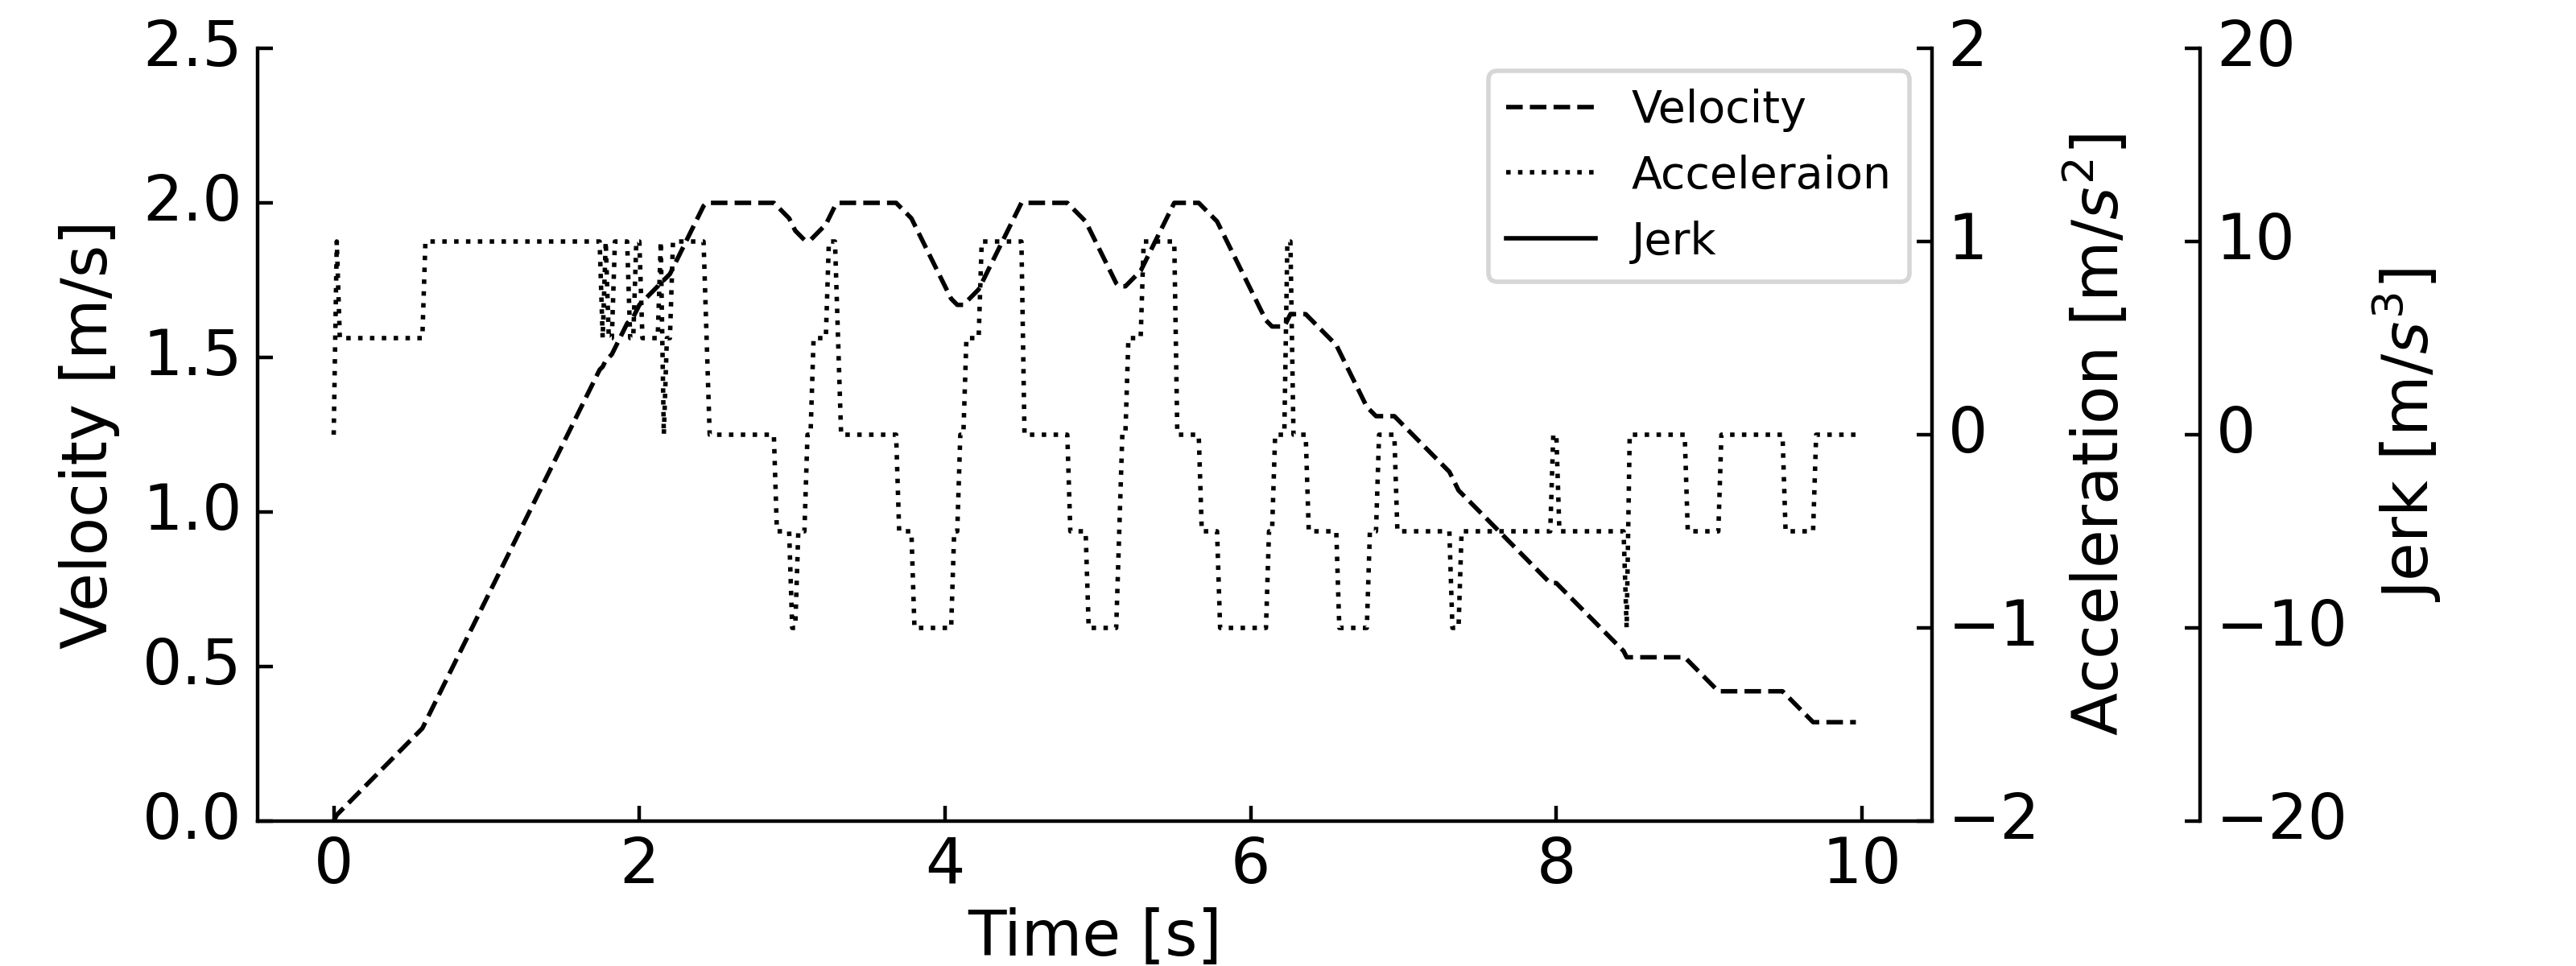 2.5
2.0
1.5
1.0
0.5
0.0
Velocity [m/s]
0 2 4 6 8 10
Time [s]
Velocity
Acceleraion
Jerk
2
1
0
−1
−2
Acceleration [m/s²]
20
10
0
−10
−20
Jerk [m/s³]